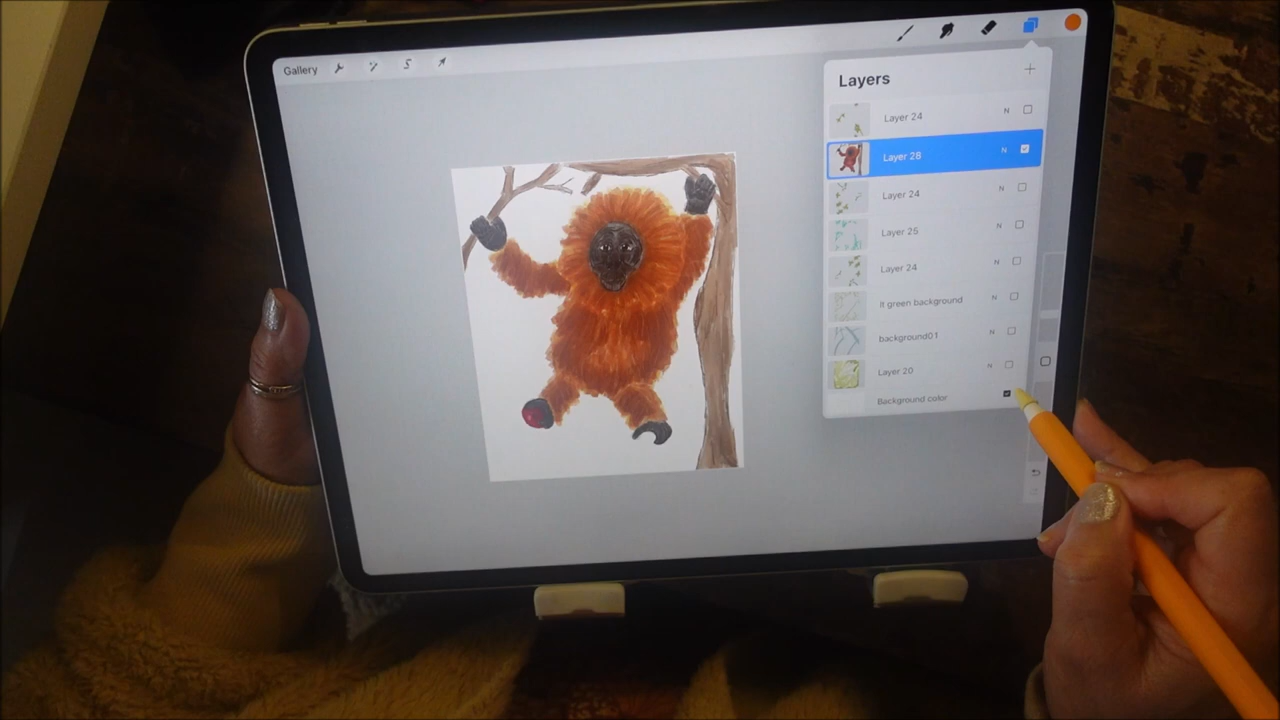 Gallery
Layers
Layer 24 N
Layer 28 N
Layer 24 N
Layer 25 N
Layer 24 N
lt green background N
background01 N
Layer 20 N
Background color